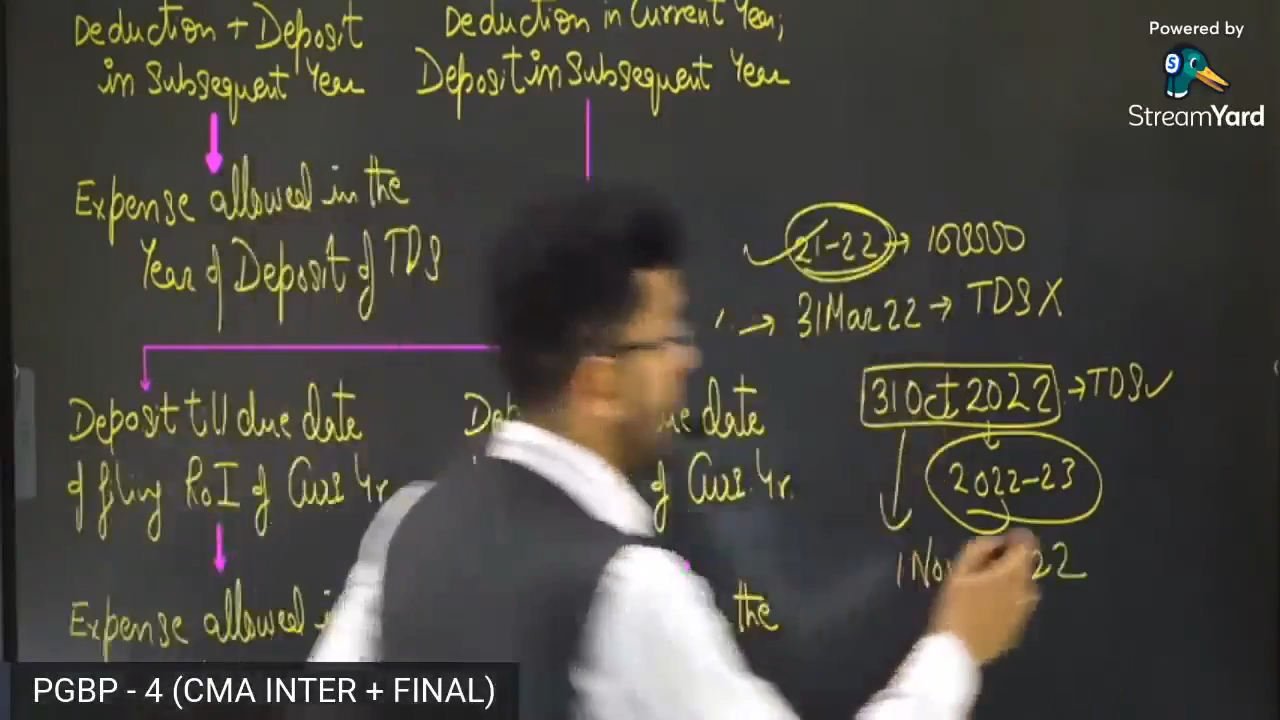 Deduction + Deposit
in Subsequent Year
Deduction in Current Year,
Deposit in Subsequent Year
Powered by
StreamYard
Expense allowed in the
Year of Deposit of TDS
21-22 →
→ 31 Mar 22 → TDS X
31 Oct 2022 → TDS ✓
2022-23
1 Nov 22
Deposit till due date
of filing RoI of Curr. Yr.
due date
of Curr. Yr.
Expense allowed
the
PGBP - 4 (CMA INTER + FINAL)